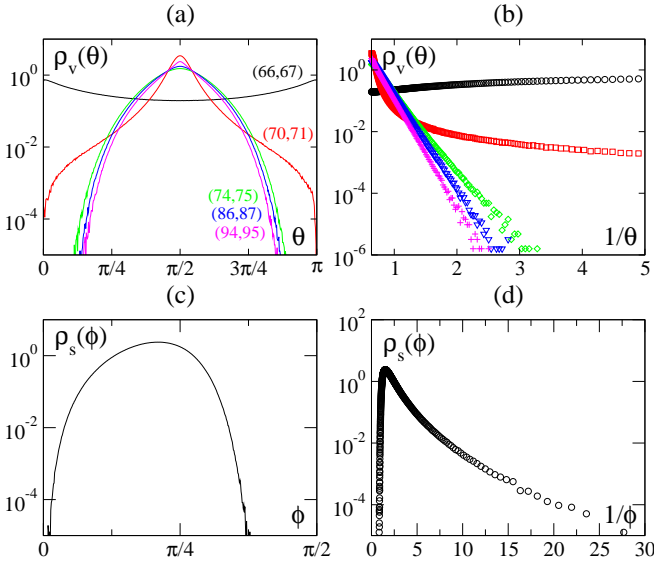 (a)
(b)
ρv(θ)
ρv(θ)
10^0
10^-2
10^-4
(66,67)
(70,71)
(74,75)
(86,87)
(94,95)
0 π/4 π/2 3π/4 π
θ
10^0
10^-2
10^-4
10^-6
1 2 3 4 5
1/θ
(c)
(d)
ρs(ϕ)
ρs(ϕ)
10^0
10^-2
10^-4
0 π/4 π/2
ϕ
10^2
10^0
10^-2
10^-4
0 5 10 15 20 25 30
1/ϕ